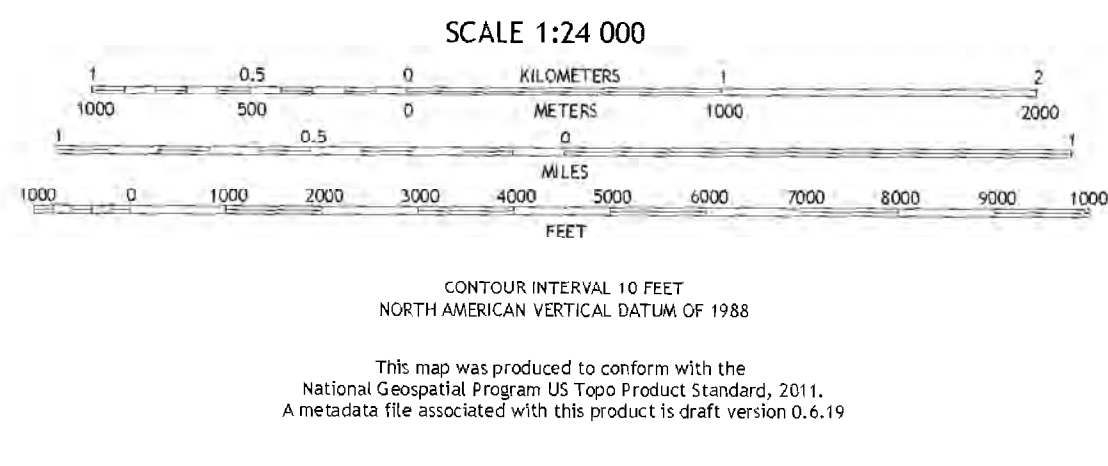 SCALE 1:24 000
1 0.5 0 KILOMETERS 1 2
1000 500 0 METERS 1000 2000
1 0.5 0 1
MILES
1000 0 1000 2000 3000 4000 5000 6000 7000 8000 9000 1000
FEET
CONTOUR INTERVAL 10 FEET
NORTH AMERICAN VERTICAL DATUM OF 1988
This map was produced to conform with the
National Geospatial Program US Topo Product Standard, 2011.
A metadata file associated with this product is draft version 0.6.19